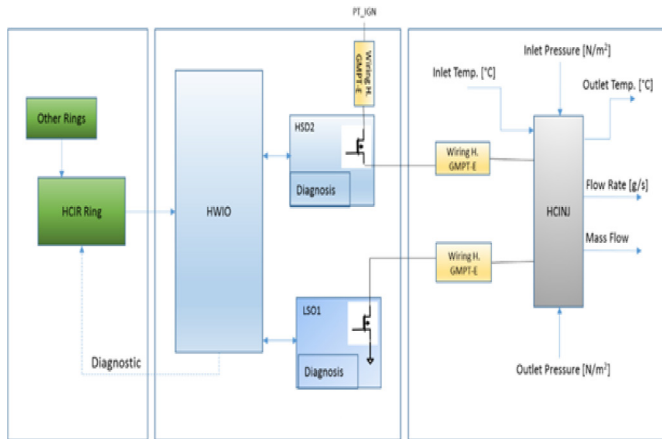 PT_IGN
Wiring H.
GMPT-E
Inlet Pressure [N/m²]
Inlet Temp. [°C]
Outlet Temp. [°C]
Other Rings
HSD2
Diagnosis
Wiring H.
GMPT-E
HCIR Ring
HWIO
HCINJ
Flow Rate [g/s]
Mass Flow
Wiring H.
GMPT-E
LSO1
Diagnosis
Diagnostic
Outlet Pressure [N/m²]